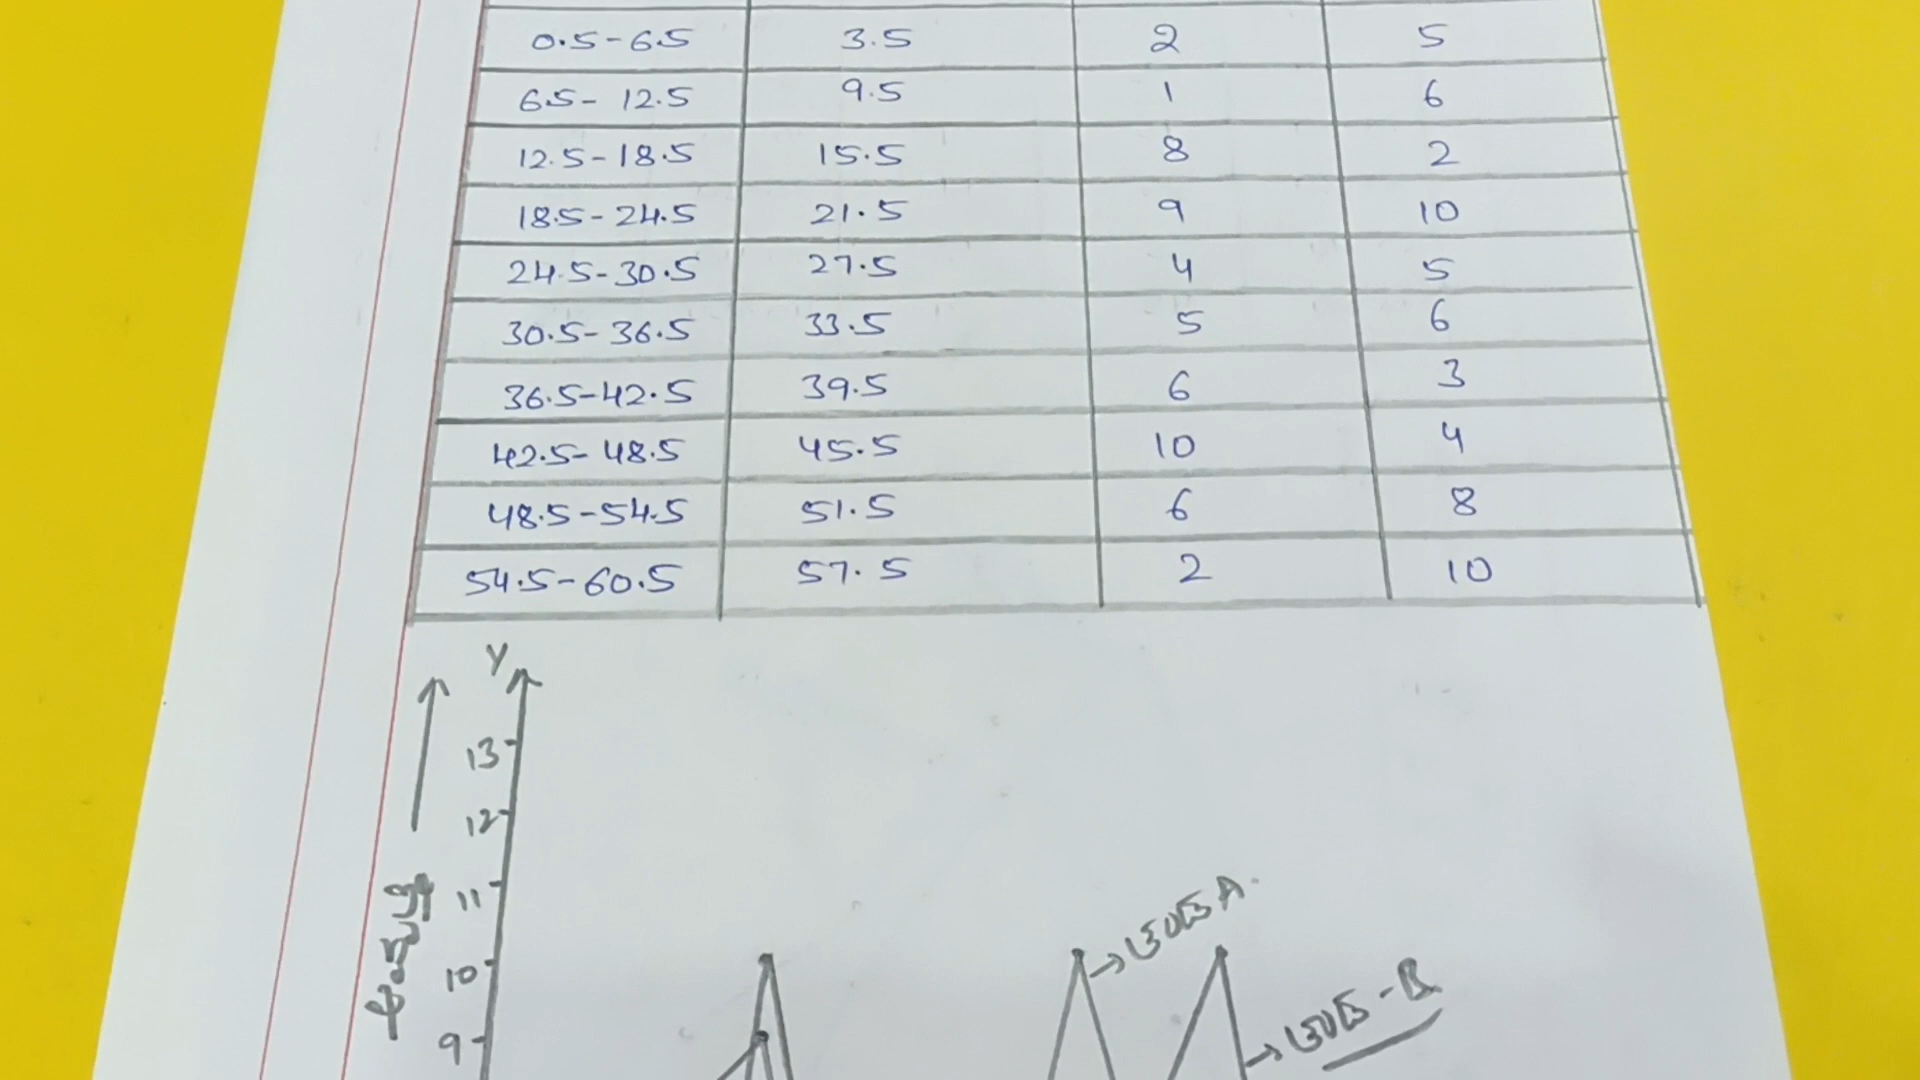 0.5-6.5 3.5 2 5
6.5- 12.5 9.5 1 6
12.5-18.5 15.5 8 2
18.5-24.5 21.5 9 10
24.5-30.5 27.5 4 5
30.5-36.5 33.5 5 6
36.5-42.5 39.5 6 3
42.5-48.5 45.5 10 4
48.5-54.5 51.5 6 8
54.5-60.5 57.5 2 10
Y
13
12
11
10
9